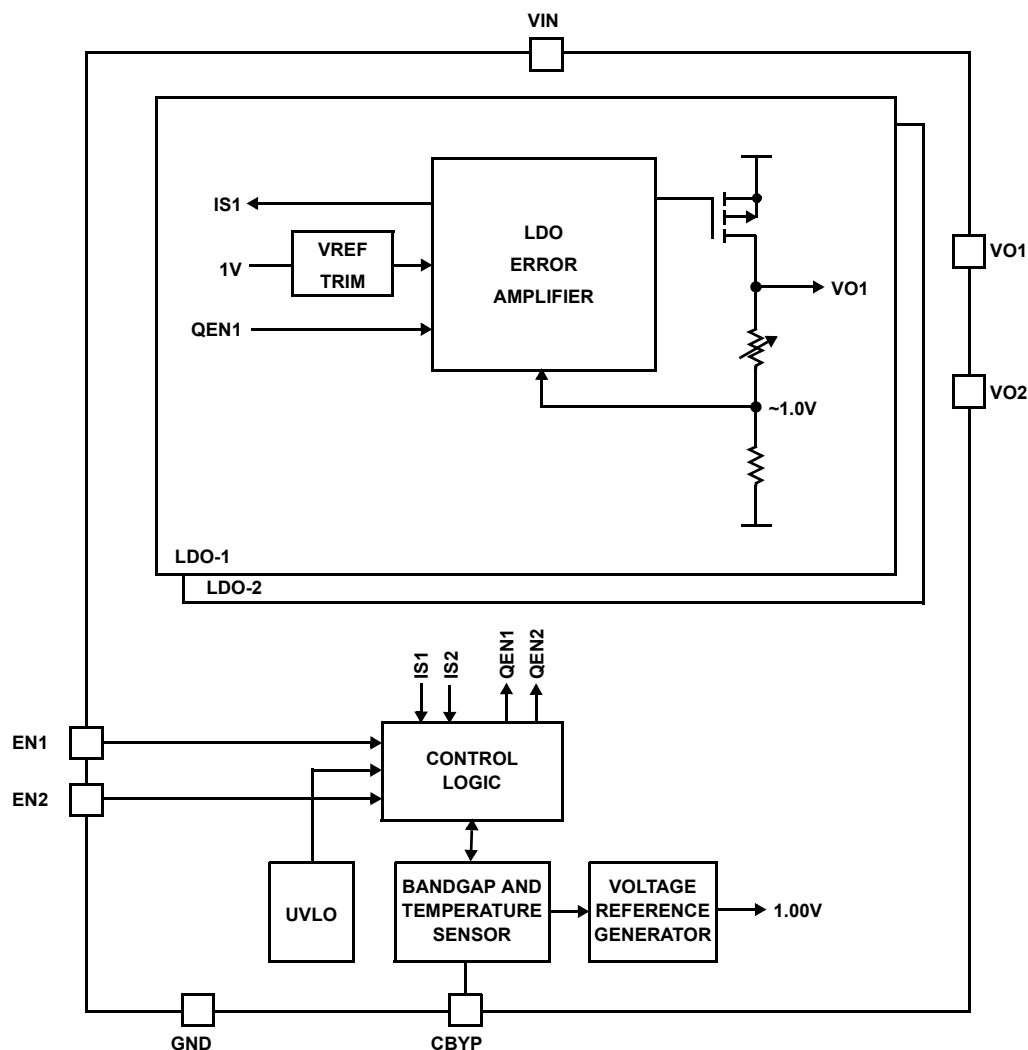 VIN
IS1
1V
VREF
TRIM
QEN1
LDO
ERROR
AMPLIFIER
VO1
~1.0V
LDO-1
LDO-2
VO1
VO2
IS1
IS2
QEN1
QEN2
EN1
EN2
CONTROL
LOGIC
UVLO
BANDGAP AND
TEMPERATURE
SENSOR
VOLTAGE
REFERENCE
GENERATOR
1.00V
GND
CBYP